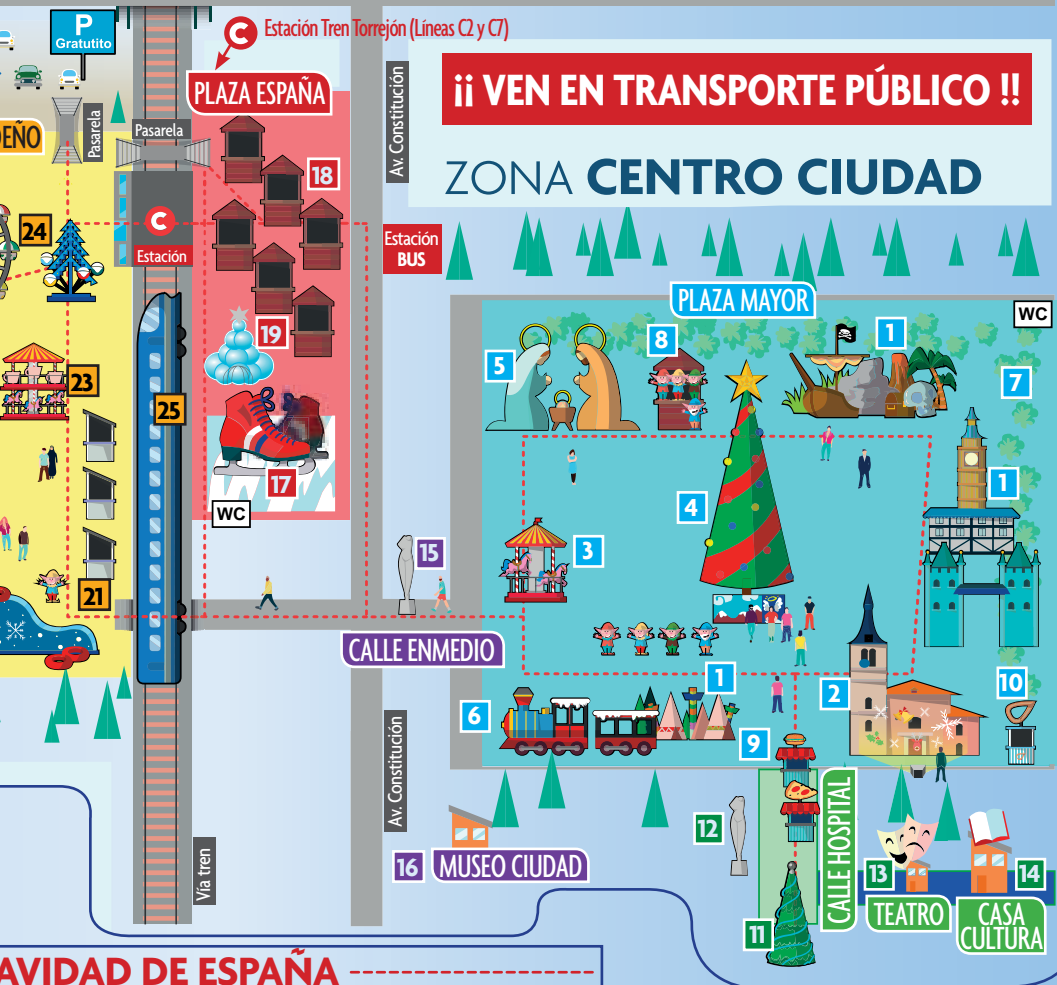 P
Gratutito
C Estación Tren Torrejón (Líneas C2 y C7)
PLAZA ESPAÑA
¡¡ VEN EN TRANSPORTE PÚBLICO !!
ZONA CENTRO CIUDAD
Av. Constitución
Pasarela
Pasarela
DEÑO
18
24
C
Estación
Estación
BUS
PLAZA MAYOR
WC
5
8
1
7
19
23
25
17
WC
1
4
3
15
21
CALLE ENMEDIO
1
2
10
6
9
Av. Constitución
12
CALLE HOSPITAL
Vía tren
16 MUSEO CIUDAD
13
TEATRO
14
CASA
CULTURA
11
AVIDAD DE ESPAÑA